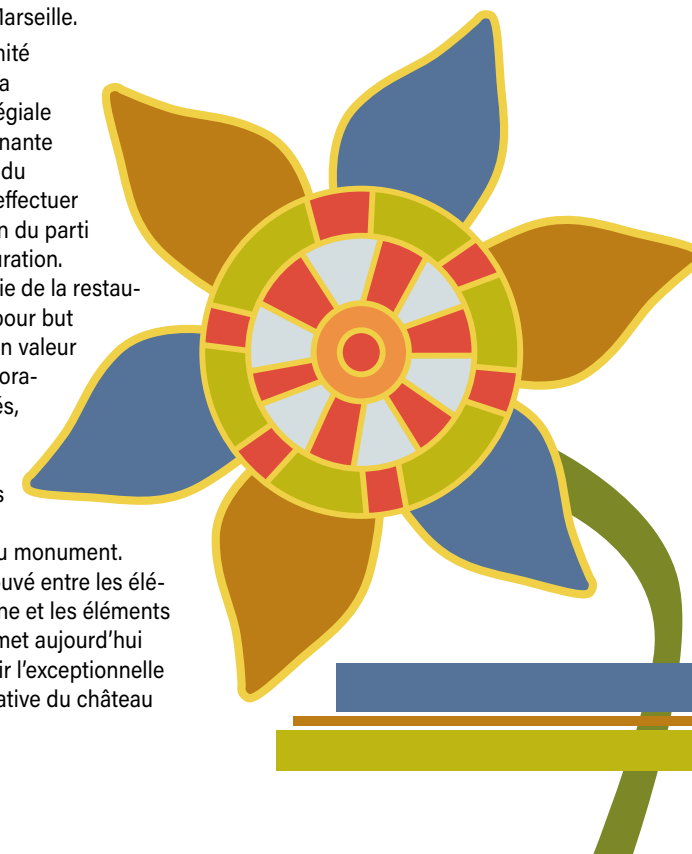 Marseille.
nité
a
égiale
nante
du
effectuer
n du parti
uration.
ie de la restau-
pour but
n valeur
ora-
és,
s
u monument.
ouvé entre les élé-
ne et les éléments
met aujourd’hui
ir l’exceptionnelle
ative du château